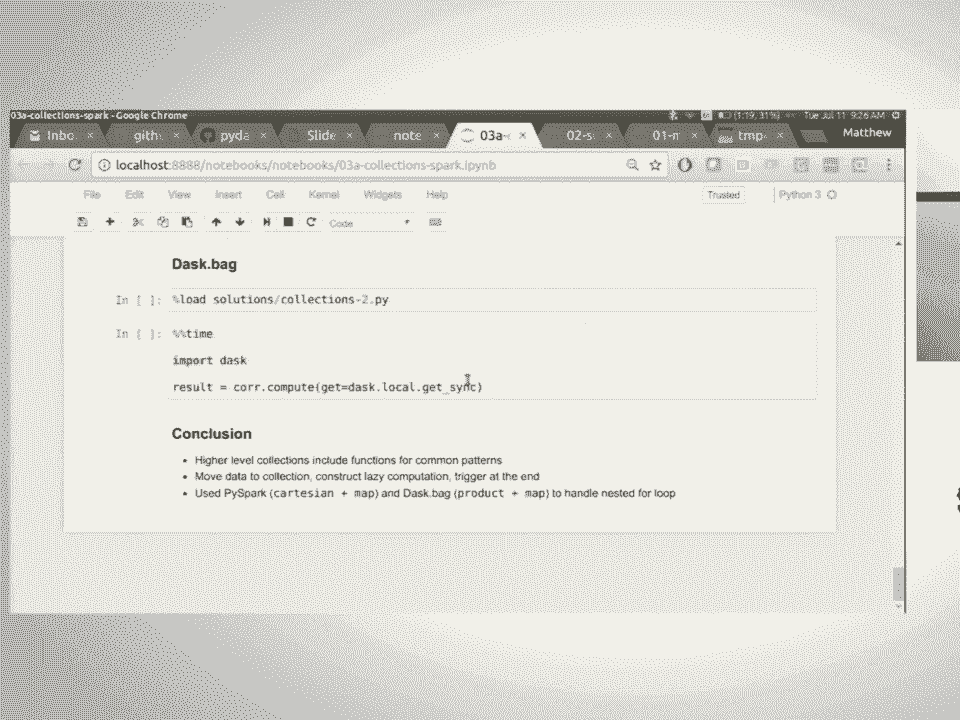 03a-collections-spark - Google Chrome
(1:19, 31%)
Tue Jul 11 9:26 AM
Inbo
gith
pyda
Slide
note
03a-
02-s
01-n
tmp-
Matthew
localhost:8888/notebooks/notebooks/03a-collections-spark.ipynb
File Edit View Insert Cell Kernel Widgets Help
Trusted
Python 3
Code
Dask.bag
In [ ]: %load solutions/collections-2.py
In [ ]: %%time
import dask
result = corr.compute(get=dask.local.get_sync)
Conclusion
• Higher level collections include functions for common patterns
• Move data to collection, construct lazy computation, trigger at the end
• Used PySpark (cartesian + map) and Dask.bag (product + map) to handle nested for loop